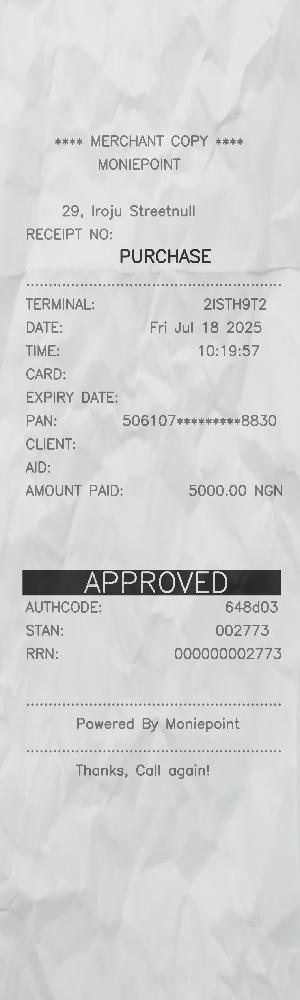 **** MERCHANT COPY ****
MONIEPOINT
29, Iroju Streetnull
RECEIPT NO:
PURCHASE
TERMINAL: 2ISTH9T2
DATE: Fri Jul 18 2025
TIME: 10:19:57
CARD:
EXPIRY DATE:
PAN: 506107*********8830
CLIENT:
AID:
AMOUNT PAID: 5000.00 NGN
APPROVED
AUTHCODE: 648d03
STAN: 002773
RRN: 000000002773
Powered By Moniepoint
Thanks, Call again!